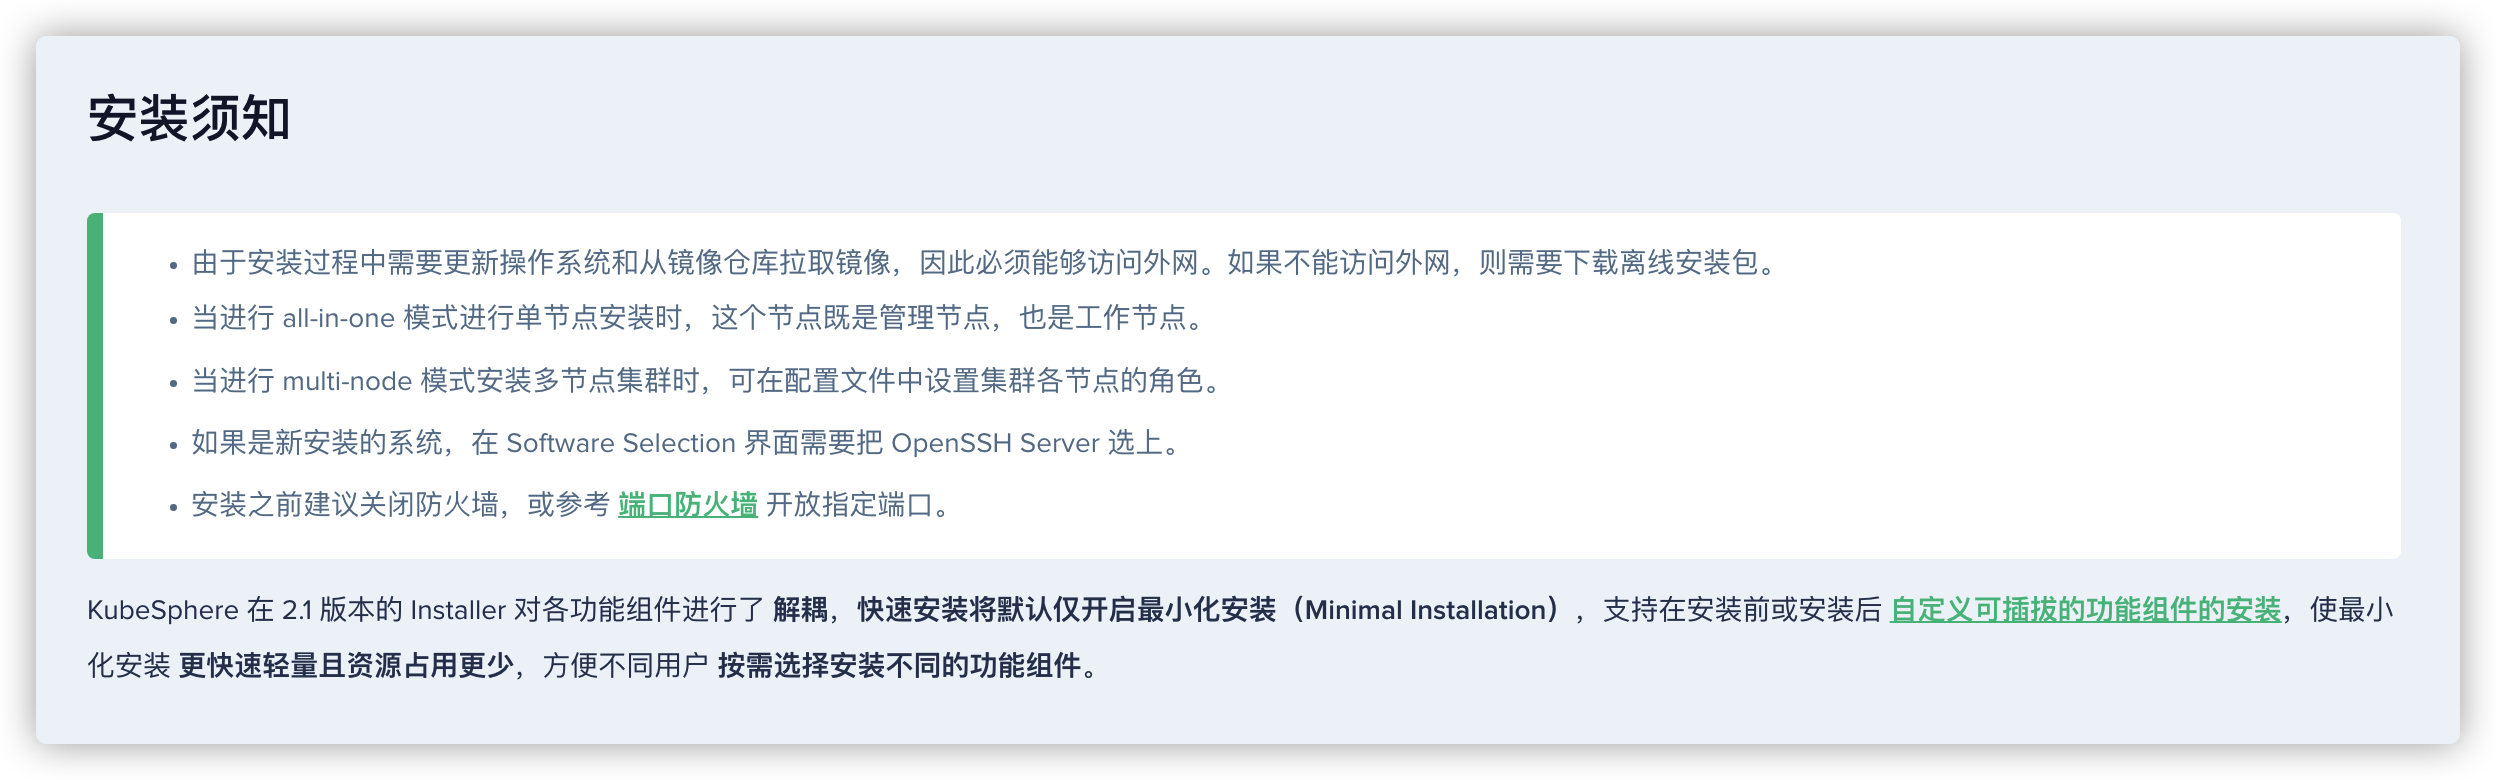 安装须知
由于安装过程中需要更新操作系统和从镜像仓库拉取镜像，因此必须能够访问外网。如果不能访问外网，则需要下载离线安装包。
当进行 all-in-one 模式进行单节点安装时，这个节点既是管理节点，也是工作节点。
当进行 multi-node 模式安装多节点集群时，可在配置文件中设置集群各节点的角色。
如果是新安装的系统，在 Software Selection 界面需要把 OpenSSH Server 选上。
安装之前建议关闭防火墙，或参考 端口防火墙 开放指定端口。
KubeSphere 在 2.1 版本的 Installer 对各功能组件进行了 解耦，快速安装将默认仅开启最小化安装（Minimal Installation），支持在安装前或安装后 自定义可插拔的功能组件的安装，使最小
化安装 更快速轻量且资源占用更少，方便不同用户 按需选择安装不同的功能组件。